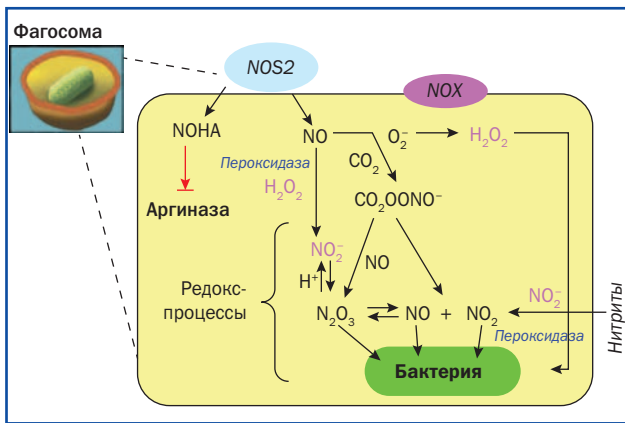 Фагосома
NOS2
NOX
NOHA
NO
O₂⁻
H₂O₂
Пероксидаза
CO₂
H₂O₂
Аргиназа
CO₂OONO⁻
NO₂⁻
NO
H⁺
Редокс-
процессы
NO₂⁻
N₂O₃
NO + NO₂
Пероксидаза
Нитриты
Бактерия